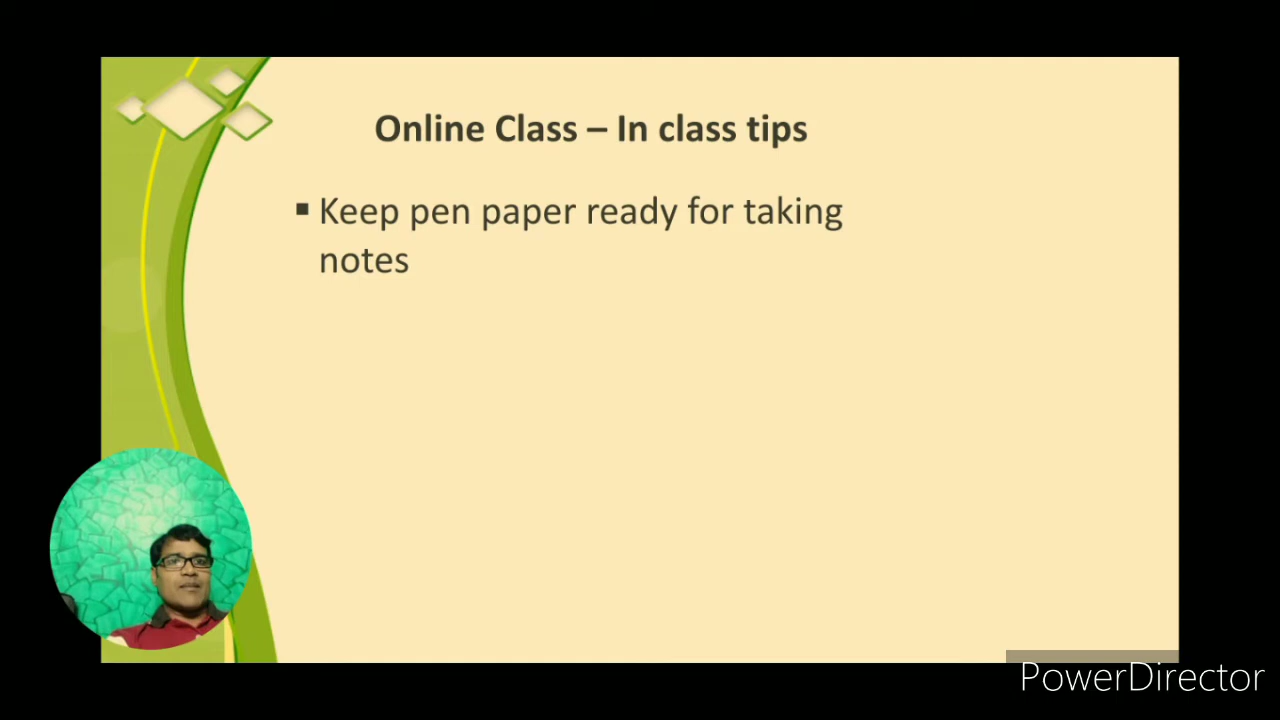 Online Class – In class tips
▪ Keep pen paper ready for taking
notes
PowerDirector